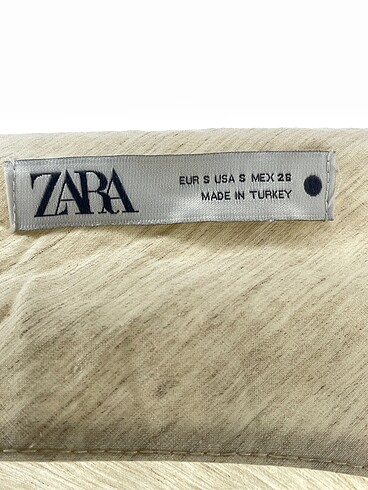 ZARA
EUR S USA S MEX 26
MADE IN TURKEY